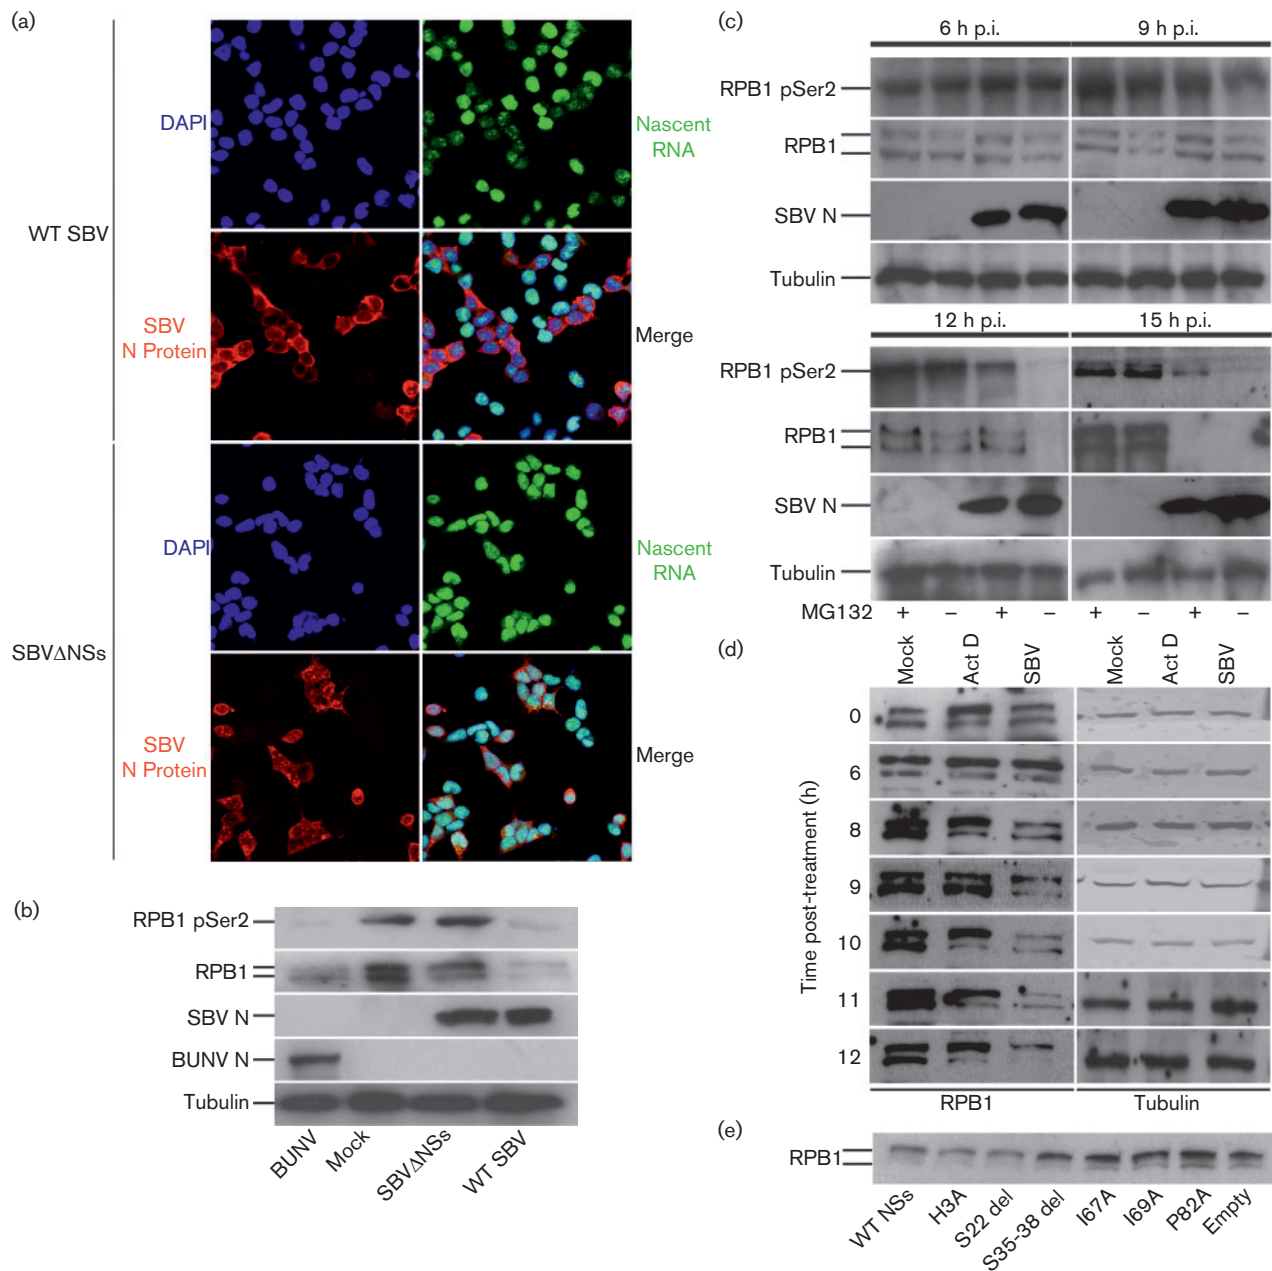 (a)
WT SBV
DAPI
Nascent
RNA
SBV
N Protein
Merge
SBVΔNSs
DAPI
Nascent
RNA
SBV
N Protein
Merge
(b)
RPB1 pSer2
RPB1
SBV N
BUNV N
Tubulin
BUNV
Mock
SBVΔNSs
WT SBV
(c)
6 h p.i. 9 h p.i.
RPB1 pSer2
RPB1
SBV N
Tubulin
12 h p.i. 15 h p.i.
RPB1 pSer2
RPB1
SBV N
Tubulin
MG132 + − + − + − + −
(d)
Mock Act D SBV Mock Act D SBV
Time post-treatment (h)
0
6
8
9
10
11
12
RPB1 Tubulin
(e)
RPB1
WT NSs
H3A
S22 del
S35-38 del
I67A
I69A
P82A
Empty